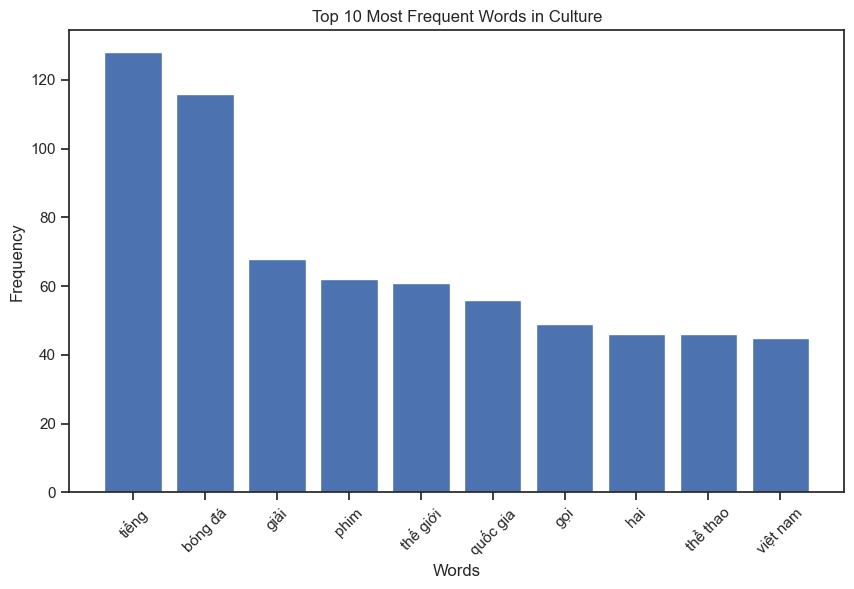 Top 10 Most Frequent Words in Culture
Frequency
120
100
80
60
40
20
0
tiếng
bóng đá
giải
phim
thế giới
quốc gia
gọi
hai
thể thao
việt nam
Words